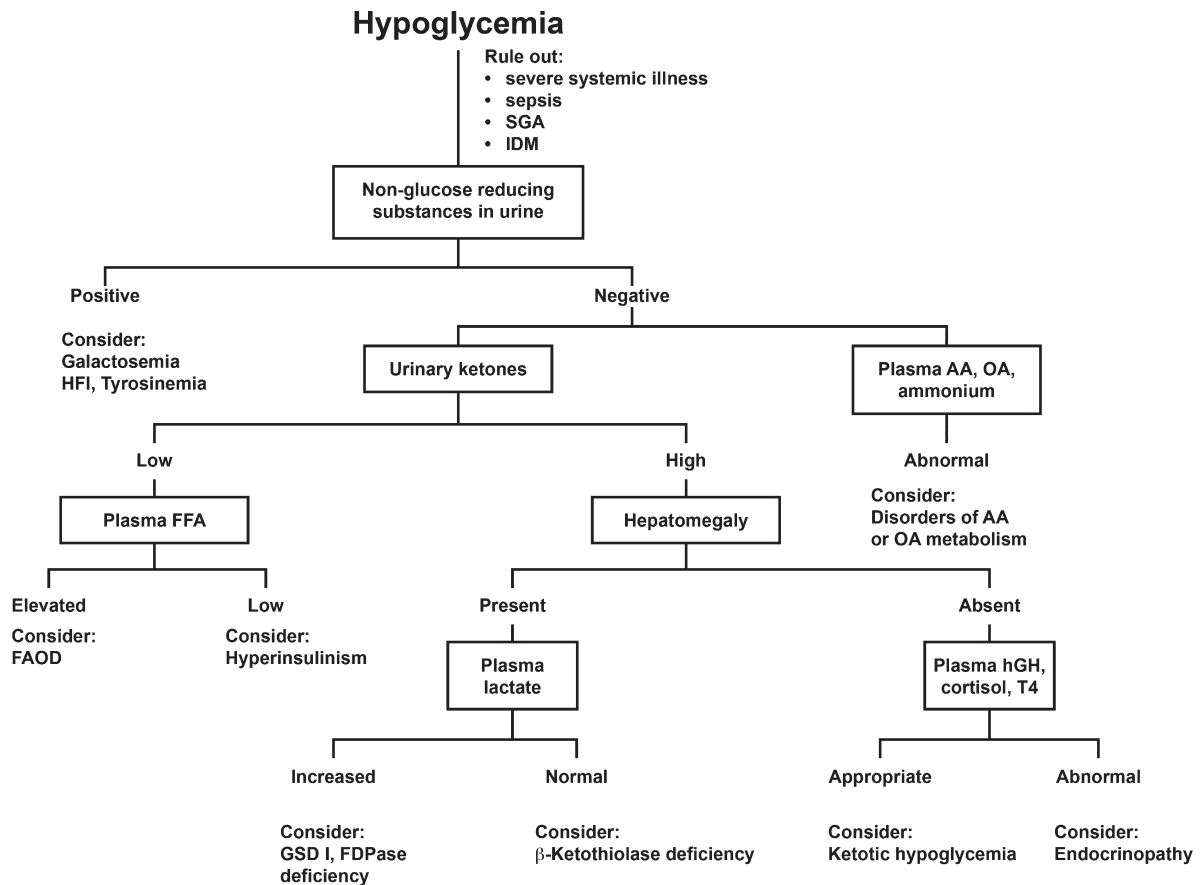 Hypoglycemia
Rule out:
• severe systemic illness
• sepsis
• SGA
• IDM
Non-glucose reducing
substances in urine
Positive
Negative
Consider:
Galactosemia
HFI, Tyrosinemia
Urinary ketones
Plasma AA, OA,
ammonium
Low
High
Abnormal
Consider:
Disorders of AA
or OA metabolism
Plasma FFA
Hepatomegaly
Elevated
Low
Present
Absent
Consider:
FAOD
Consider:
Hyperinsulinism
Plasma
lactate
Plasma hGH,
cortisol, T4
Increased
Normal
Appropriate
Abnormal
Consider:
GSD I, FDPase
deficiency
Consider:
β-Ketothiolase deficiency
Consider:
Ketotic hypoglycemia
Consider:
Endocrinopathy